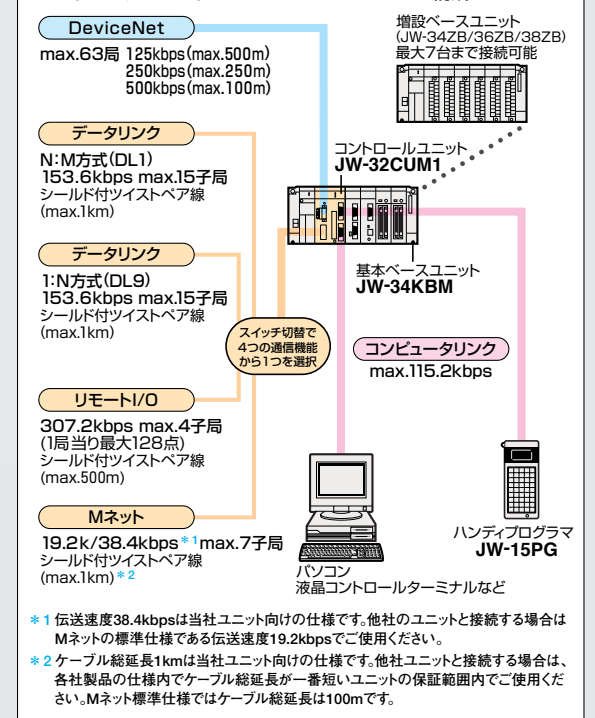 DeviceNet
max.63局 125kbps(max.500m)
250kbps(max.250m)
500kbps(max.100m)
増設ベースユニット
(JW-34ZB/36ZB/38ZB)
最大7台まで接続可能
データリンク
N:M方式(DL1)
153.6kbps max.15子局
シールド付ツイストペア線
(max.1km)
コントロールユニット
JW-32CUM1
データリンク
1:N方式(DL9)
153.6kbps max.15子局
シールド付ツイストペア線
(max.1km)
基本ベースユニット
JW-34KBM
スイッチ切替で
4つの通信機能
から1つを選択
コンピュータリンク
max.115.2kbps
リモートI/O
307.2kbps max.4子局
(1局当り最大128点)
シールド付ツイストペア線
(max.500m)
Mネット
19.2k/38.4kbps*1max.7子局
シールド付ツイストペア線
(max.1km)*2
パソコン
液晶コントロールターミナルなど
ハンディプログラマ
JW-15PG
*1 伝送速度38.4kbpsは当社ユニット向けの仕様です。他社のユニットと接続する場合は
Mネットの標準仕様である伝送速度19.2kbpsでご使用ください。
*2 ケーブル総延長1kmは当社ユニット向けの仕様です。他社ユニットと接続する場合は、
各社製品の仕様内でケーブル総延長が一番短いユニットの保証範囲内でご使用くだ
さい。Mネット標準仕様ではケーブル総延長は100mです。